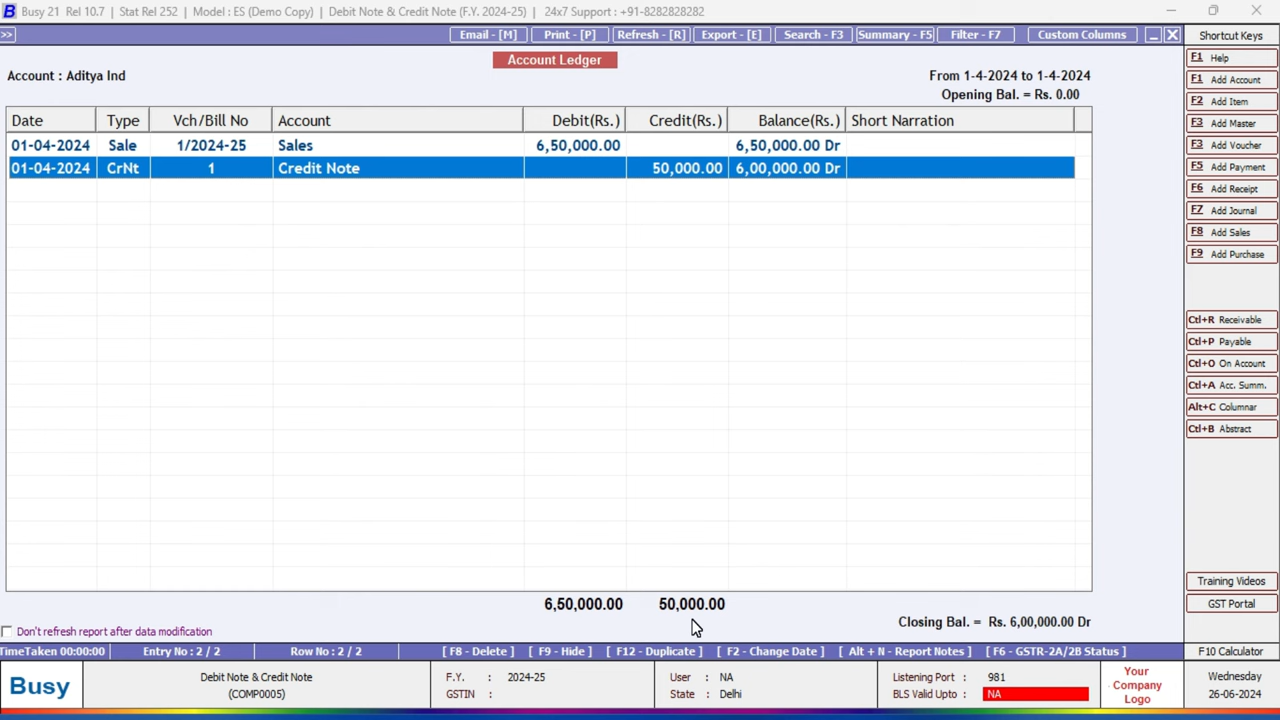 Busy 21 Rel 10.7 | Stat Rel 252 | Model : ES (Demo Copy) | Debit Note & Credit Note (F.Y. 2024-25) | 24x7 Support : +91-8282828282
>> Email - [M] Print - [P] Refresh - [R] Export - [E] Search - F3 Summary - F5 Filter - F7 Custom Columns Shortcut Keys
Account Ledger
Account : Aditya Ind From 1-4-2024 to 1-4-2024
Opening Bal. = Rs. 0.00
Date Type Vch/Bill No Account Debit(Rs.) Credit(Rs.) Balance(Rs.) Short Narration
01-04-2024 Sale 1/2024-25 Sales 6,50,000.00 6,50,000.00 Dr
01-04-2024 CrNt 1 Credit Note 50,000.00 6,00,000.00 Dr
6,50,000.00 50,000.00
Closing Bal. = Rs. 6,00,000.00 Dr
Don't refresh report after data modification
F1 Help
F1 Add Account
F2 Add Item
F3 Add Master
F3 Add Voucher
F5 Add Payment
F6 Add Receipt
F7 Add Journal
F8 Add Sales
F9 Add Purchase
Ctl+R Receivable
Ctl+P Payable
Ctl+O On Account
Ctl+A Acc. Summ.
Alt+C Columnar
Ctl+B Abstract
Training Videos
GST Portal
TimeTaken 00:00:00 Entry No : 2 / 2 Row No : 2 / 2 [ F8 - Delete ] [ F9 - Hide ] [ F12 - Duplicate ] [ F2 - Change Date ] [ Alt + N - Report Notes ] [ F6 - GSTR-2A/2B Status ] F10 Calculator
Busy
Debit Note & Credit Note
(COMP0005)
F.Y. : 2024-25
GSTIN :
User : NA
State : Delhi
Listening Port : 981
BLS Valid Upto : NA
Your
Company
Logo
Wednesday
26-06-2024